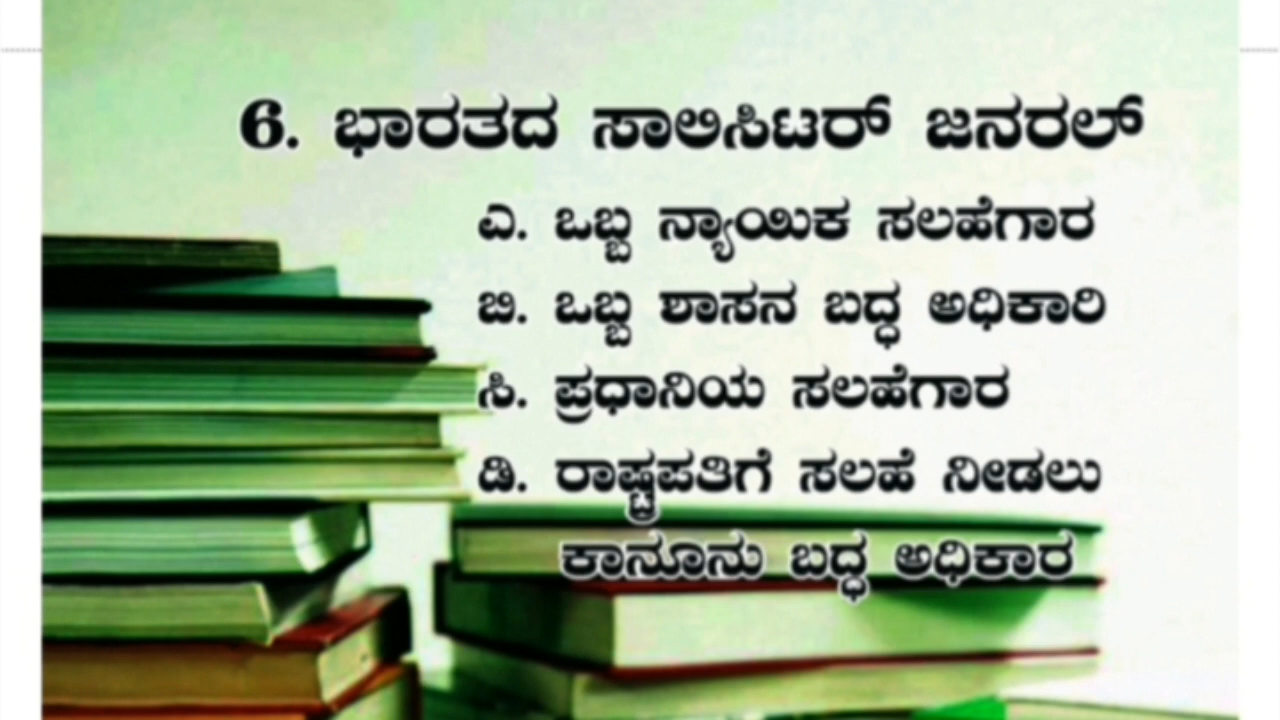 6. ಭಾರತದ ಸಾಲಿಸಿಟರ್ ಜನರಲ್
ಎ. ಒಬ್ಬ ನ್ಯಾಯಿಕ ಸಲಹೆಗಾರ
ಬಿ. ಒಬ್ಬ ಶಾಸನ ಬದ್ಧ ಅಧಿಕಾರಿ
ಸಿ. ಪ್ರಧಾನಿಯ ಸಲಹೆಗಾರ
ಡಿ. ರಾಷ್ಟ್ರಪತಿಗೆ ಸಲಹೆ ನೀಡಲು
ಕಾನೂನು ಬದ್ಧ ಅಧಿಕಾರ